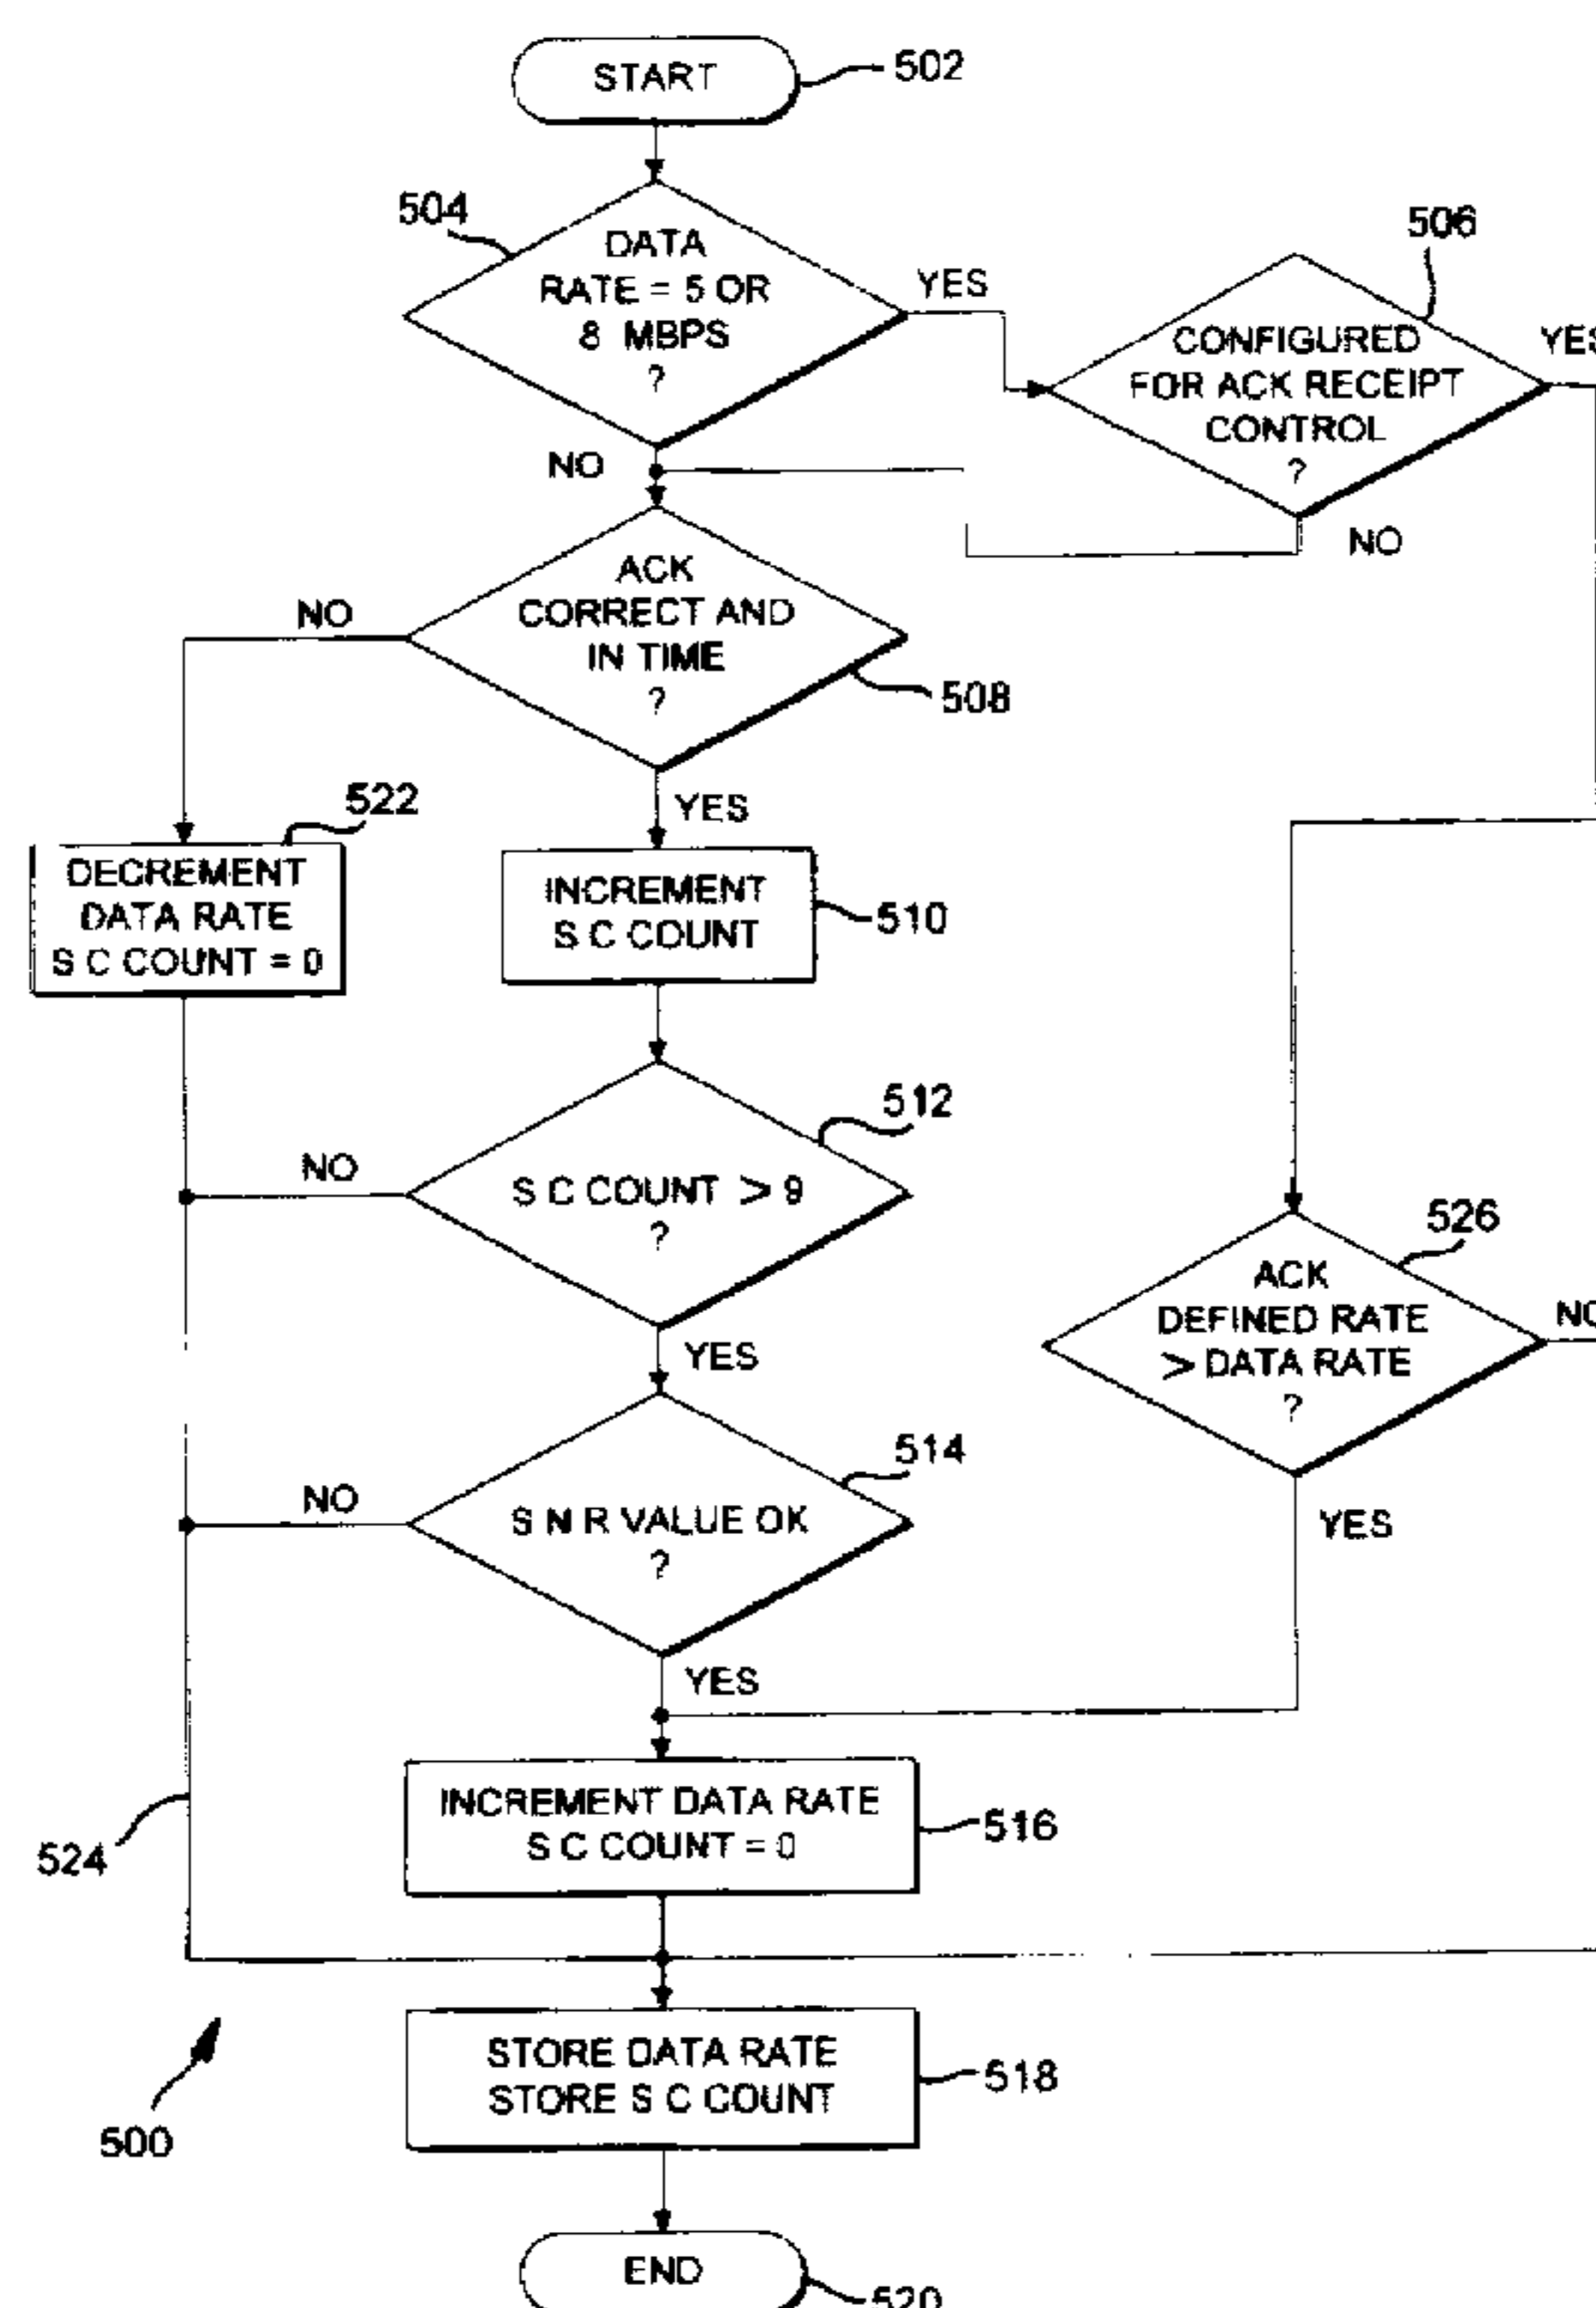 START
502
504
DATA
RATE = 5 OR
8 MBPS
?
YES
NO
506
CONFIGURED
FOR ACK RECEIPT
CONTROL
?
YES
NO
ACK
CORRECT AND
IN TIME
?
508
NO
YES
522
DECREMENT
DATA RATE
S C COUNT = 0
INCREMENT
S C COUNT
510
512
S C COUNT > 9
?
NO
YES
526
ACK
DEFINED RATE
> DATA RATE
?
NO
YES
514
S N R VALUE OK
?
NO
YES
INCREMENT DATA RATE
S C COUNT = 0
516
524
STORE DATA RATE
STORE S C COUNT
518
500
END
520